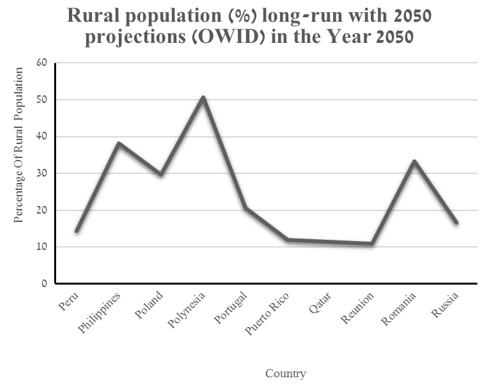 Rural population (%) long-run with 2050
projections (OWID) in the Year 2050
Percentage Of Rural Population
60
50
40
30
20
10
0
Peru
Philippines
Poland
Polynesia
Portugal
Puerto Rico
Qatar
Reunion
Romania
Russia
Country